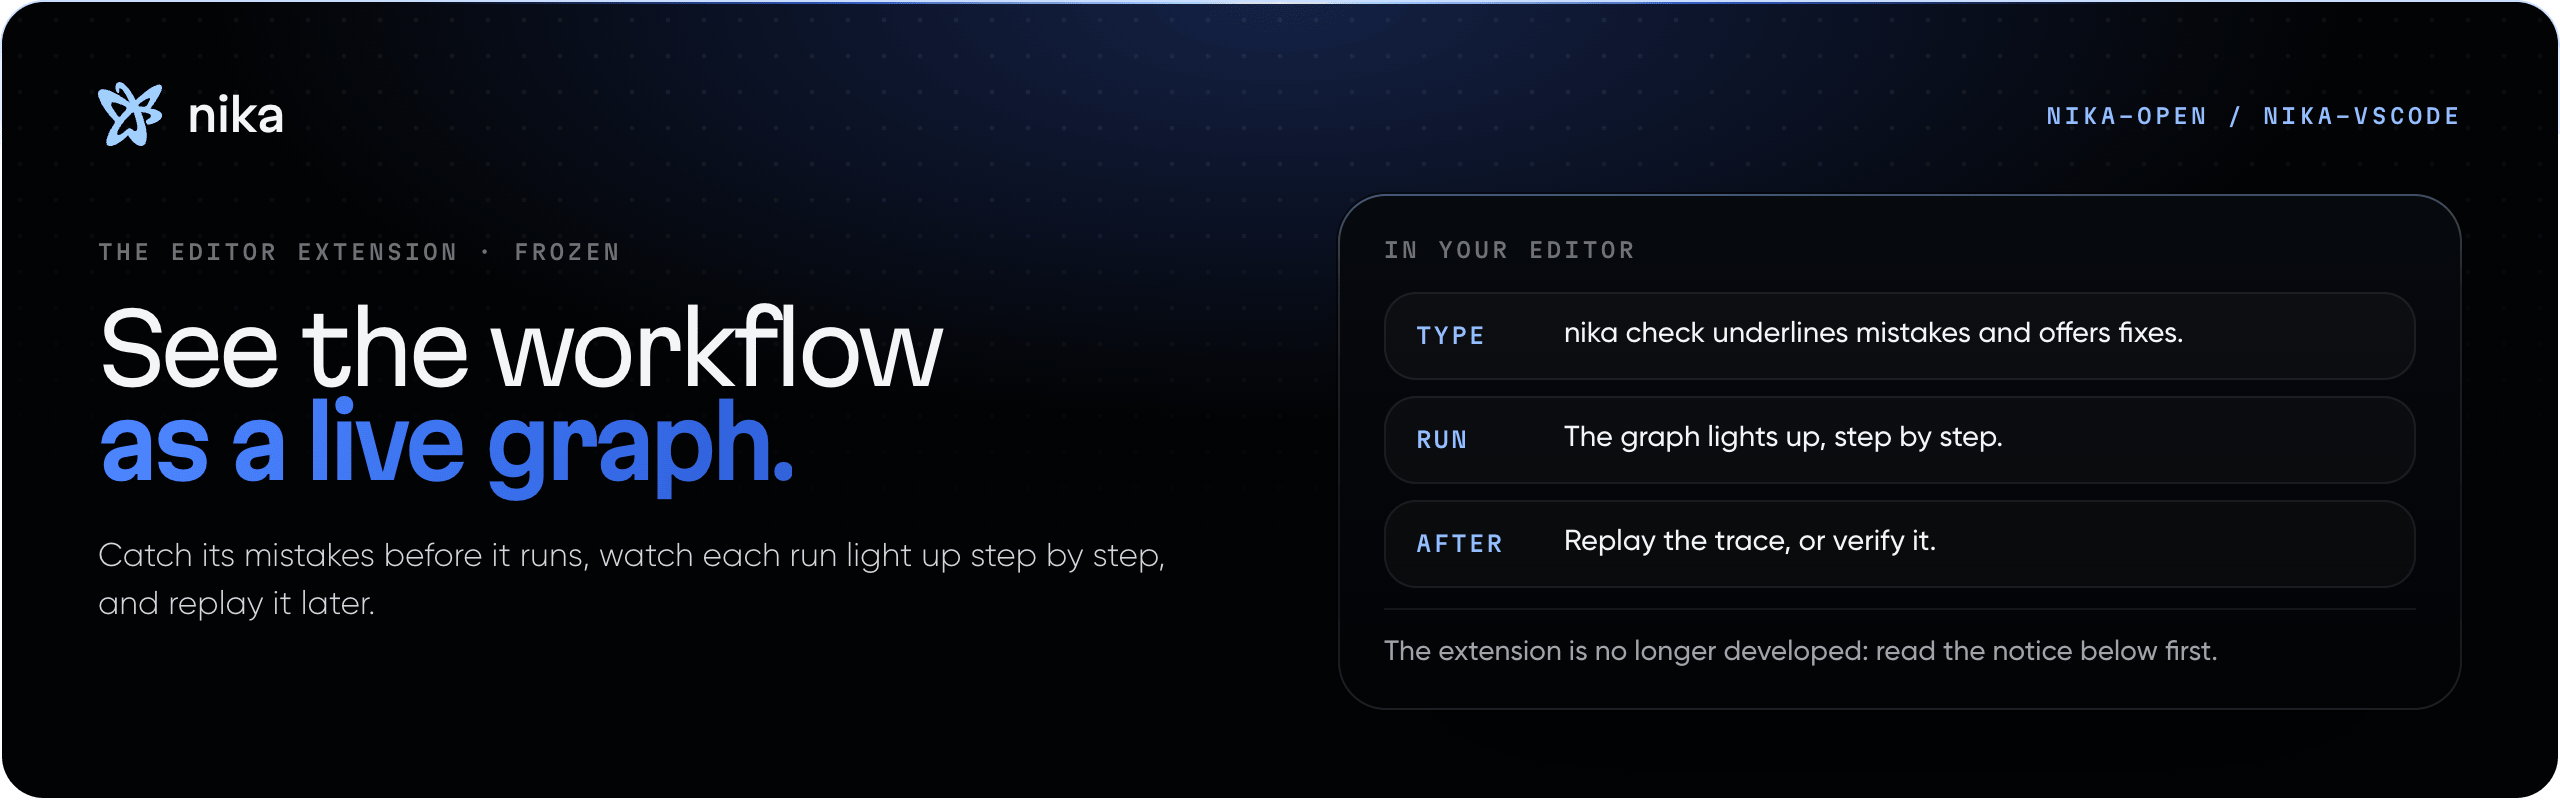 nika
NIKA-OPEN / NIKA-VSCODE
THE EDITOR EXTENSION · FROZEN
See the workflow
as a live graph.
Catch its mistakes before it runs, watch each run light up step by step,
and replay it later.
IN YOUR EDITOR
TYPE nika check underlines mistakes and offers fixes.
RUN The graph lights up, step by step.
AFTER Replay the trace, or verify it.
The extension is no longer developed: read the notice below first.